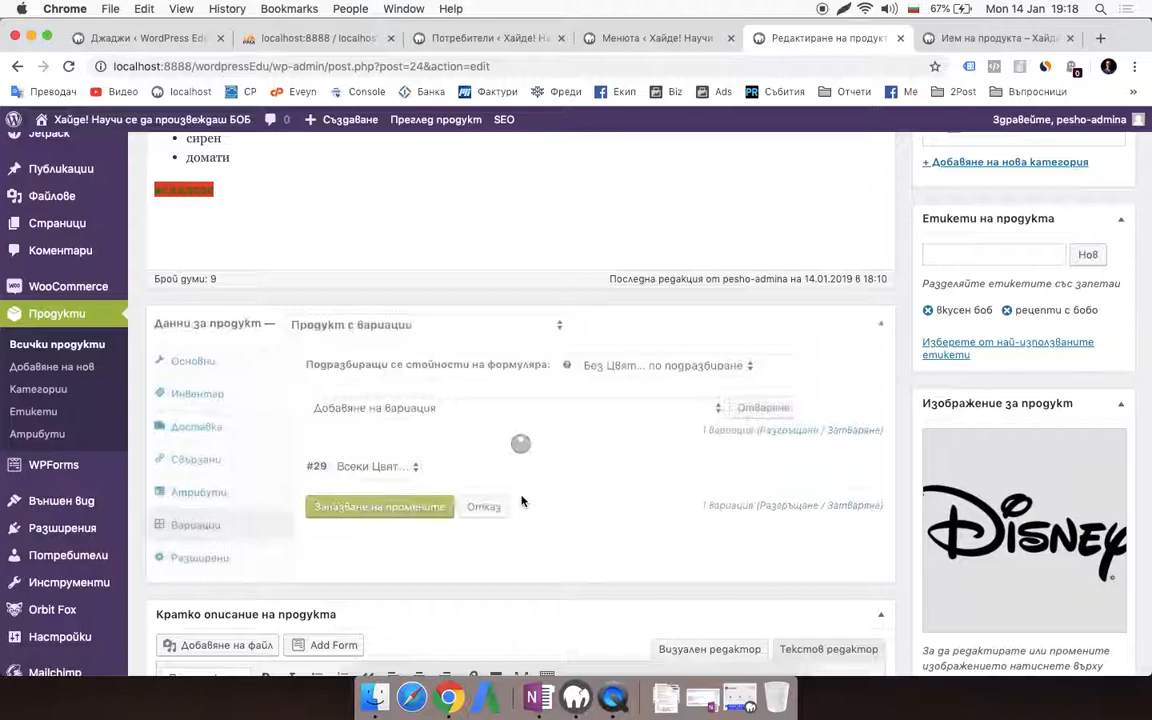 Chrome File Edit View History Bookmarks People Window Help 67% Mon 14 Jan 19:18
Джаджи ‹ WordPress Ed
localhost:8888 / localhos
Потребители ‹ Хайде! На
Менюта ‹ Хайде! Научи
Редактиране на продукт
Ием на продукта – Хайд
localhost:8888/wordpressEdu/wp-admin/post.php?post=24&action=edit
Преводач Видео localhost CP Eveyn Console Банка Фактури Фреди Екип Biz Ads Събития Отчети Me 2Post Въпросници
Хайде! Научи се да произвеждаш БОБ 0 Създаване Преглед продукт SEO Здравейте, pesho-admina
Jetpack
Публикации
Файлове
Страници
Коментари
WooCommerce
Продукти
Всички продукти
Добавяне на нов
Категории
Етикети
Атрибути
WPForms
Външен вид
Разширения
Потребители
Инструменти
Orbit Fox
Настройки
Mailchimp
сирен
домати
Брой думи: 9
Последна редакция от pesho-admina на 14.01.2019 в 18:10
Данни за продукт — Продукт с вариации
Основни
Инвентар
Доставка
Свързани
Атрибути
Вариации
Разширени
Подразбиращи се стойности на формуляра: Без Цвят... по подразбиране
Добавяне на вариация Отваряне
1 вариация (Разгръщане / Затваряне)
#29 Всеки Цвят...
Запазване на промените Отказ
1 вариация (Разгръщане / Затваряне)
Кратко описание на продукта
Добавяне на файл Add Form
Визуален редактор Текстов редактор
+ Добавяне на нова категория
Етикети на продукта
Нов
Разделяйте етикетите със запетаи
вкусен боб рецепти с бобо
Изберете от най-използваните
етикети
Изображение за продукт
Disney
За да редактирате или промените
изображението натиснете върху